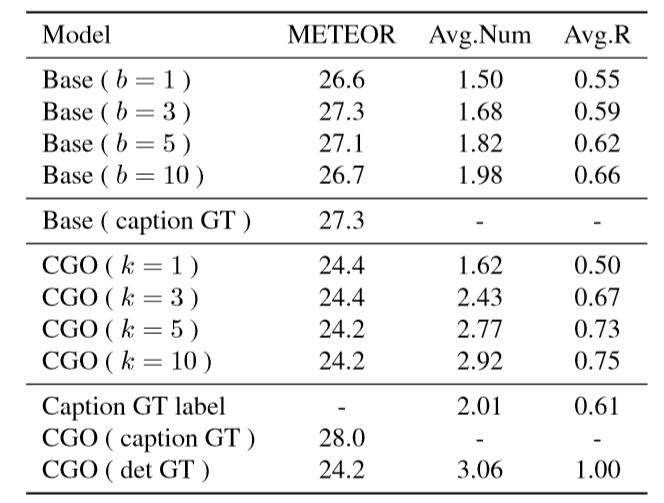 Model METEOR Avg.Num Avg.R
Base ( b = 1 ) 26.6 1.50 0.55
Base ( b = 3 ) 27.3 1.68 0.59
Base ( b = 5 ) 27.1 1.82 0.62
Base ( b = 10 ) 26.7 1.98 0.66
Base ( caption GT ) 27.3 - -
CGO ( k = 1 ) 24.4 1.62 0.50
CGO ( k = 3 ) 24.4 2.43 0.67
CGO ( k = 5 ) 24.2 2.77 0.73
CGO ( k = 10 ) 24.2 2.92 0.75
Caption GT label - 2.01 0.61
CGO ( caption GT ) 28.0 - -
CGO ( det GT ) 24.2 3.06 1.00